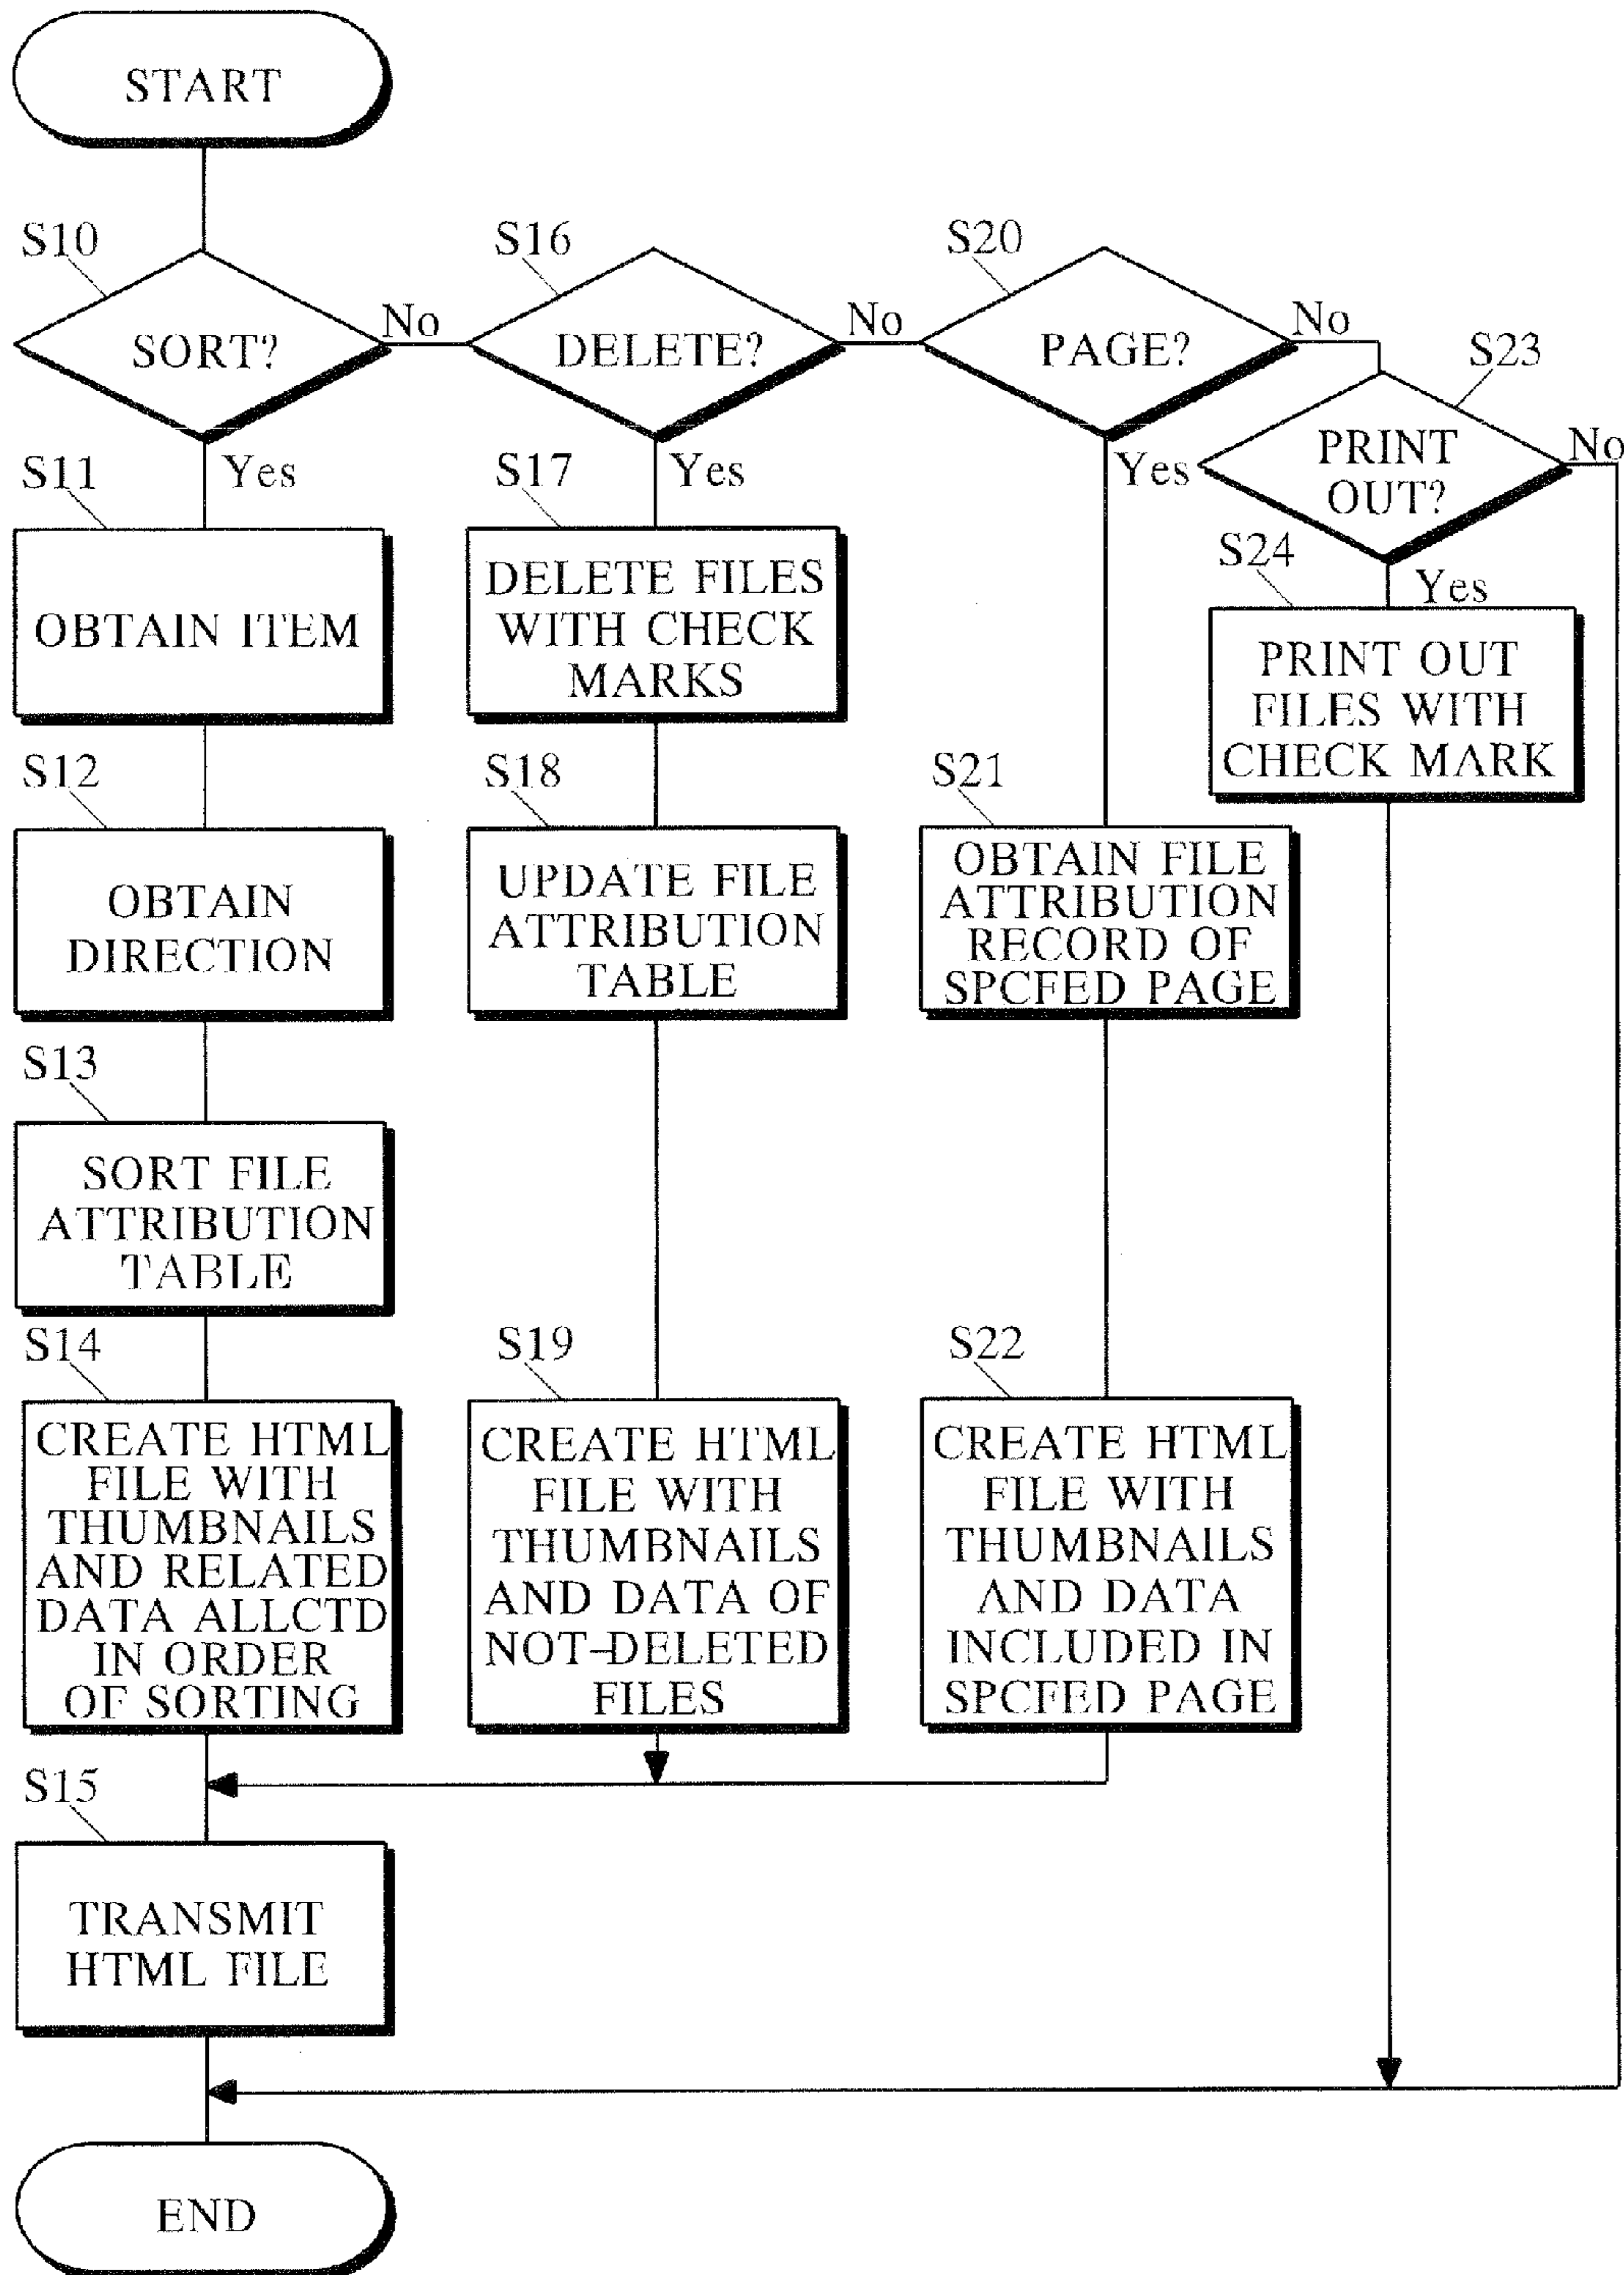 START
S10
SORT?
No
Yes
S16
DELETE?
No
Yes
S20
PAGE?
No
Yes
S23
PRINT
OUT?
No
Yes
S11
OBTAIN ITEM
S17
DELETE FILES
WITH CHECK
MARKS
S24
PRINT OUT
FILES WITH
CHECK MARK
S12
OBTAIN
DIRECTION
S18
UPDATE FILE
ATTRIBUTION
TABLE
S21
OBTAIN FILE
ATTRIBUTION
RECORD OF
SPCFED PAGE
S13
SORT FILE
ATTRIBUTION
TABLE
S14
CREATE HTML
FILE WITH
THUMBNAILS
AND RELATED
DATA ALLCTD
IN ORDER
OF SORTING
S19
CREATE HTML
FILE WITH
THUMBNAILS
AND DATA OF
NOT-DELETED
FILES
S22
CREATE HTML
FILE WITH
THUMBNAILS
AND DATA
INCLUDED IN
SPCFED PAGE
S15
TRANSMIT
HTML FILE
END